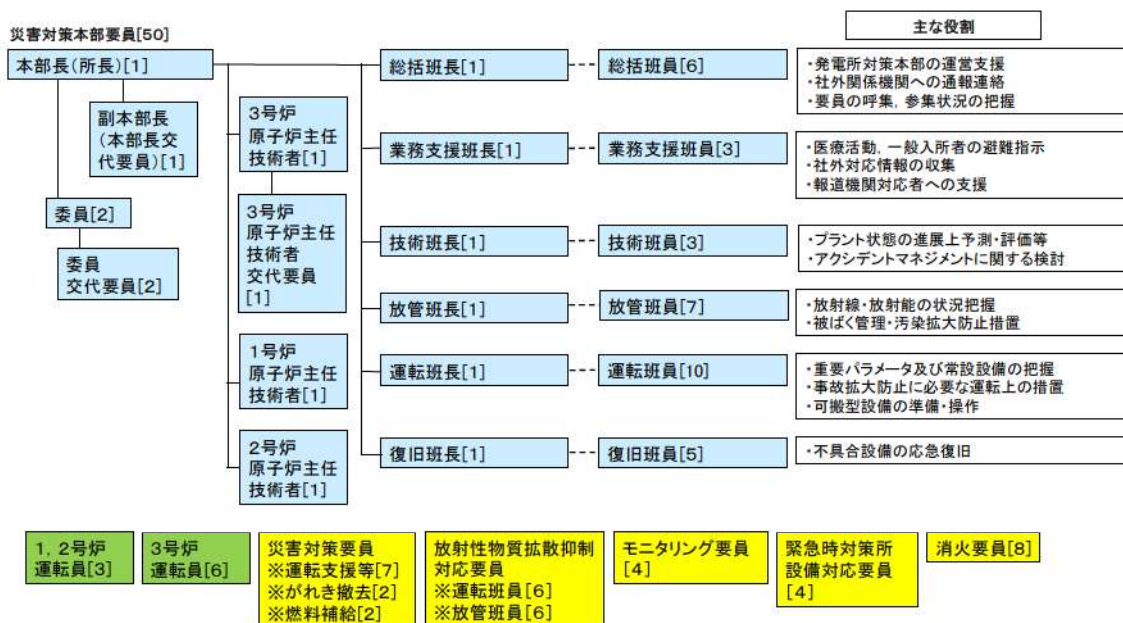 災害対策本部要員[50]
本部長(所長)[1]
副本部長
(本部長交
代要員)[1]
委員[2]
委員
交代要員[2]
3号炉
原子炉主任
技術者[1]
3号炉
原子炉主任
技術者
交代要員
[1]
1号炉
原子炉主任
技術者[1]
2号炉
原子炉主任
技術者[1]
主な役割
総括班長[1]
総括班員[6]
・発電所対策本部の運営支援
・社外関係機関への通報連絡
・要員の呼集，参集状況の把握
業務支援班長[1]
業務支援班員[3]
・医療活動，一般入所者の避難指示
・社外対応情報の収集
・報道機関対応者への支援
技術班長[1]
技術班員[3]
・プラント状態の進展上予測・評価等
・アクシデントマネジメントに関する検討
放管班長[1]
放管班員[7]
・放射線・放射能の状況把握
・被ばく管理・汚染拡大防止措置
運転班長[1]
運転班員[10]
・重要パラメータ及び常設設備の把握
・事故拡大防止に必要な運転上の措置
・可搬型設備の準備・操作
復旧班長[1]
復旧班員[5]
・不具合設備の応急復旧
1，2号炉
運転員[3]
3号炉
運転員[6]
災害対策要員
※運転支援等[7]
※がれき撤去[2]
※燃料補給[2]
放射性物質拡散抑制
対応要員
※運転班員[6]
※放管班員[6]
モニタリング要員
[4]
緊急時対策所
設備対応要員
[4]
消火要員[8]